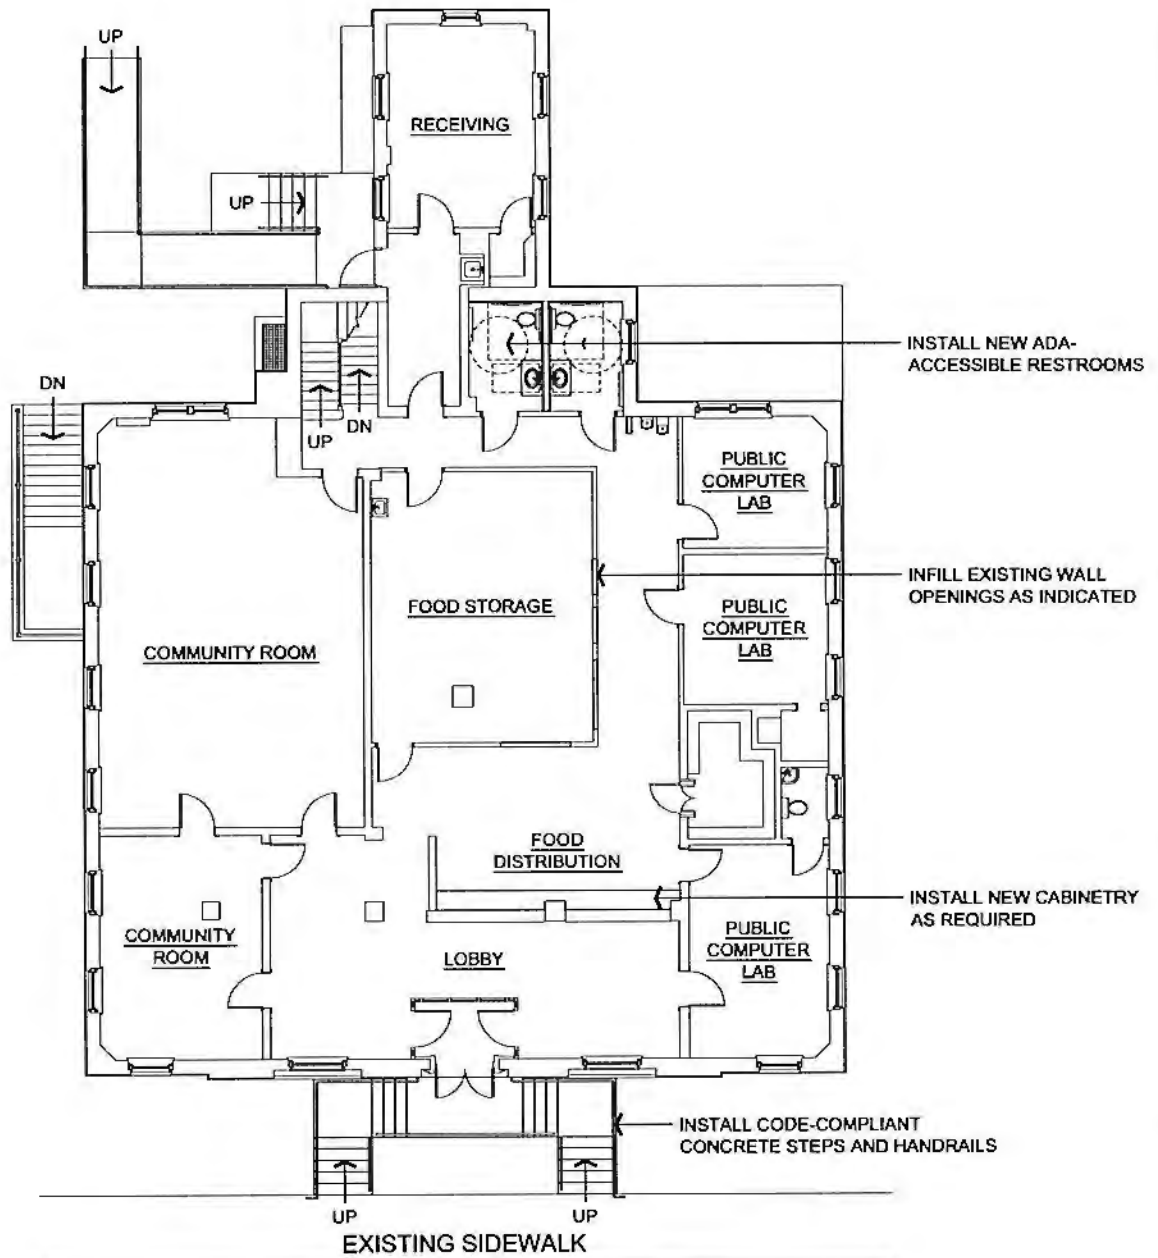 UP
RECEIVING
UP
INSTALL NEW ADA-
ACCESSIBLE RESTROOMS
DN
UP
DN
PUBLIC
COMPUTER
LAB
INFILL EXISTING WALL
OPENINGS AS INDICATED
FOOD STORAGE
PUBLIC
COMPUTER
LAB
COMMUNITY ROOM
FOOD
DISTRIBUTION
INSTALL NEW CABINETRY
AS REQUIRED
COMMUNITY
ROOM
LOBBY
PUBLIC
COMPUTER
LAB
INSTALL CODE-COMPLIANT
CONCRETE STEPS AND HANDRAILS
UP
UP
EXISTING SIDEWALK